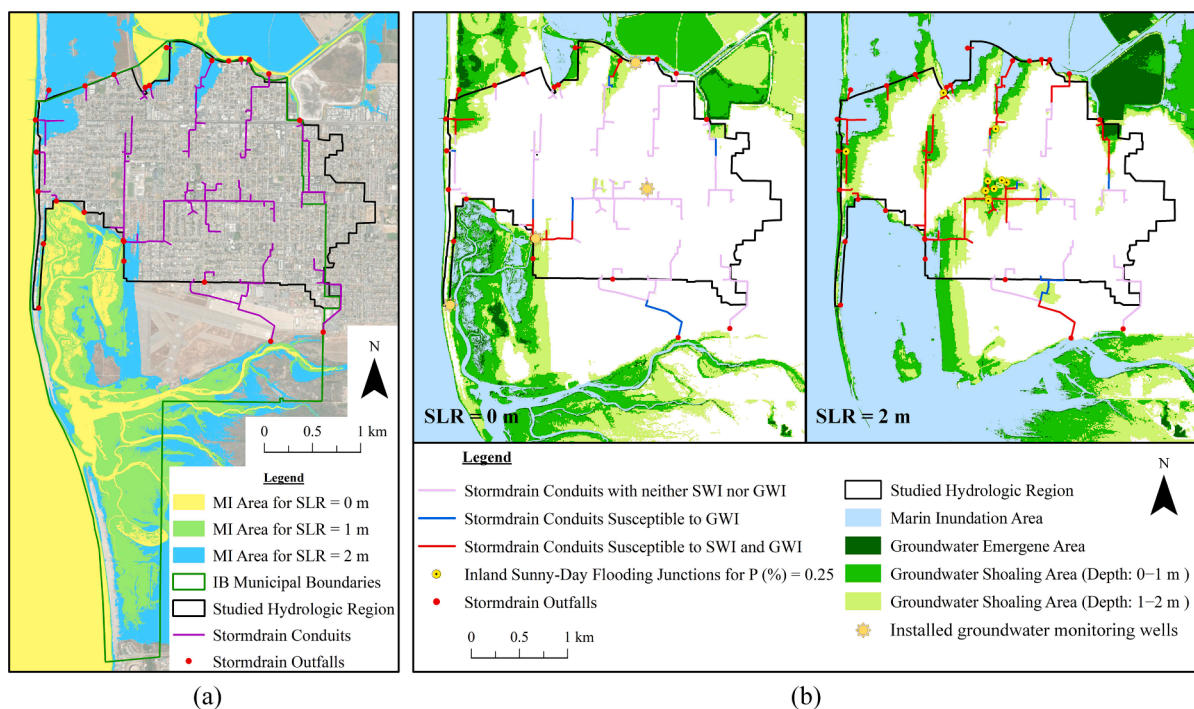 N
0 0.5 1 km
Legend
MI Area for SLR = 0 m
MI Area for SLR = 1 m
MI Area for SLR = 2 m
IB Municipal Boundaries
Studied Hydrologic Region
Stormdrain Conduits
Stormdrain Outfalls
(a)
SLR = 0 m
SLR = 2 m
Legend
Stormdrain Conduits with neither SWI nor GWI
Stormdrain Conduits Susceptible to GWI
Stormdrain Conduits Susceptible to SWI and GWI
Inland Sunny-Day Flooding Junctions for P (%) = 0.25
Stormdrain Outfalls
0 0.5 1 km
Studied Hydrologic Region
Marin Inundation Area
Groundwater Emergene Area
Groundwater Shoaling Area (Depth: 0−1 m )
Groundwater Shoaling Area (Depth: 1−2 m )
Installed groundwater monitoring wells
N
(b)